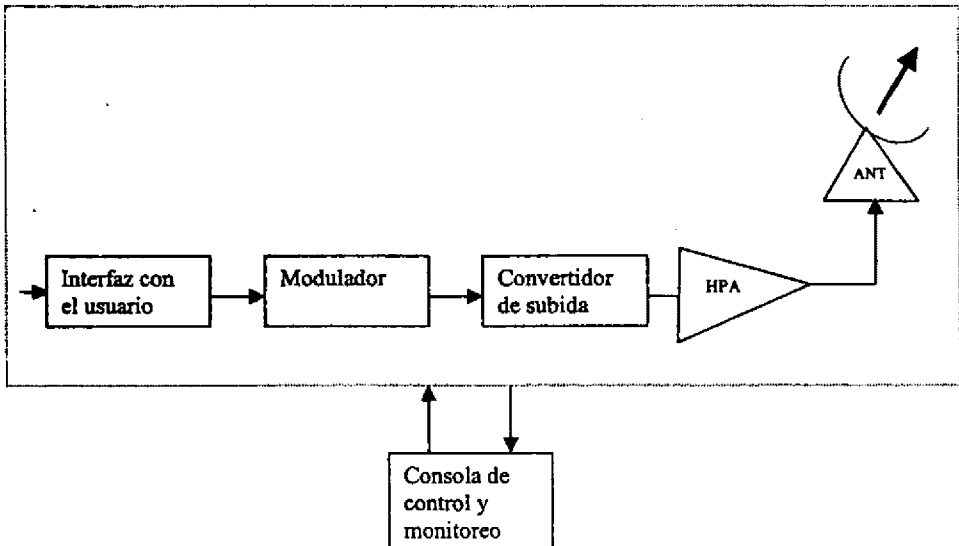 ANT
Interfaz con
el usuario
Modulador
Convertidor
de subida
HPA
Consola de
control y
monitoreo